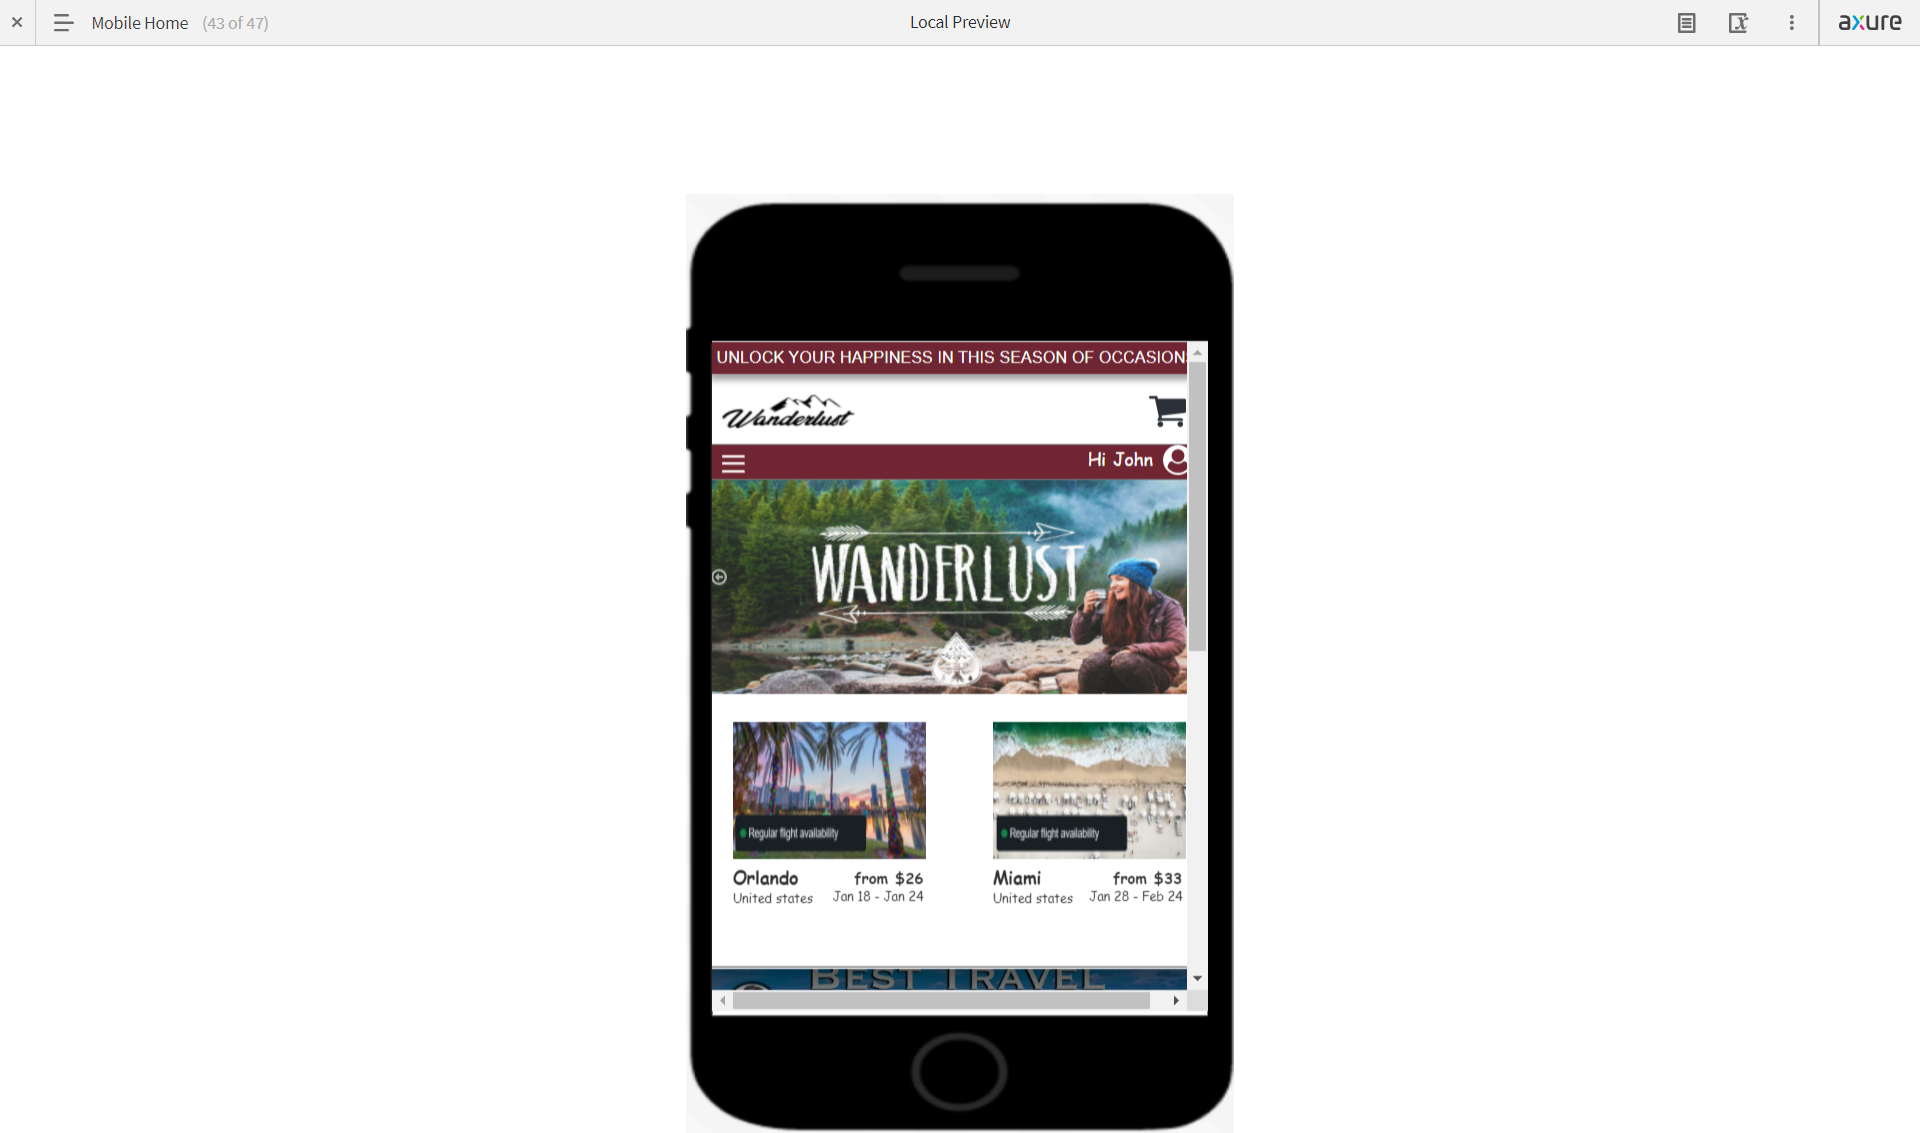 Mobile Home (43 of 47)
Local Preview
axure
UNLOCK YOUR HAPPINESS IN THIS SEASON OF OCCASION
Wanderlust
Hi John
WANDERLUST
Regular flight availability
Regular flight availability
Orlando from $26
United states Jan 18 - Jan 24
Miami from $33
United states Jan 28 - Feb 24
BEST TRAVEL